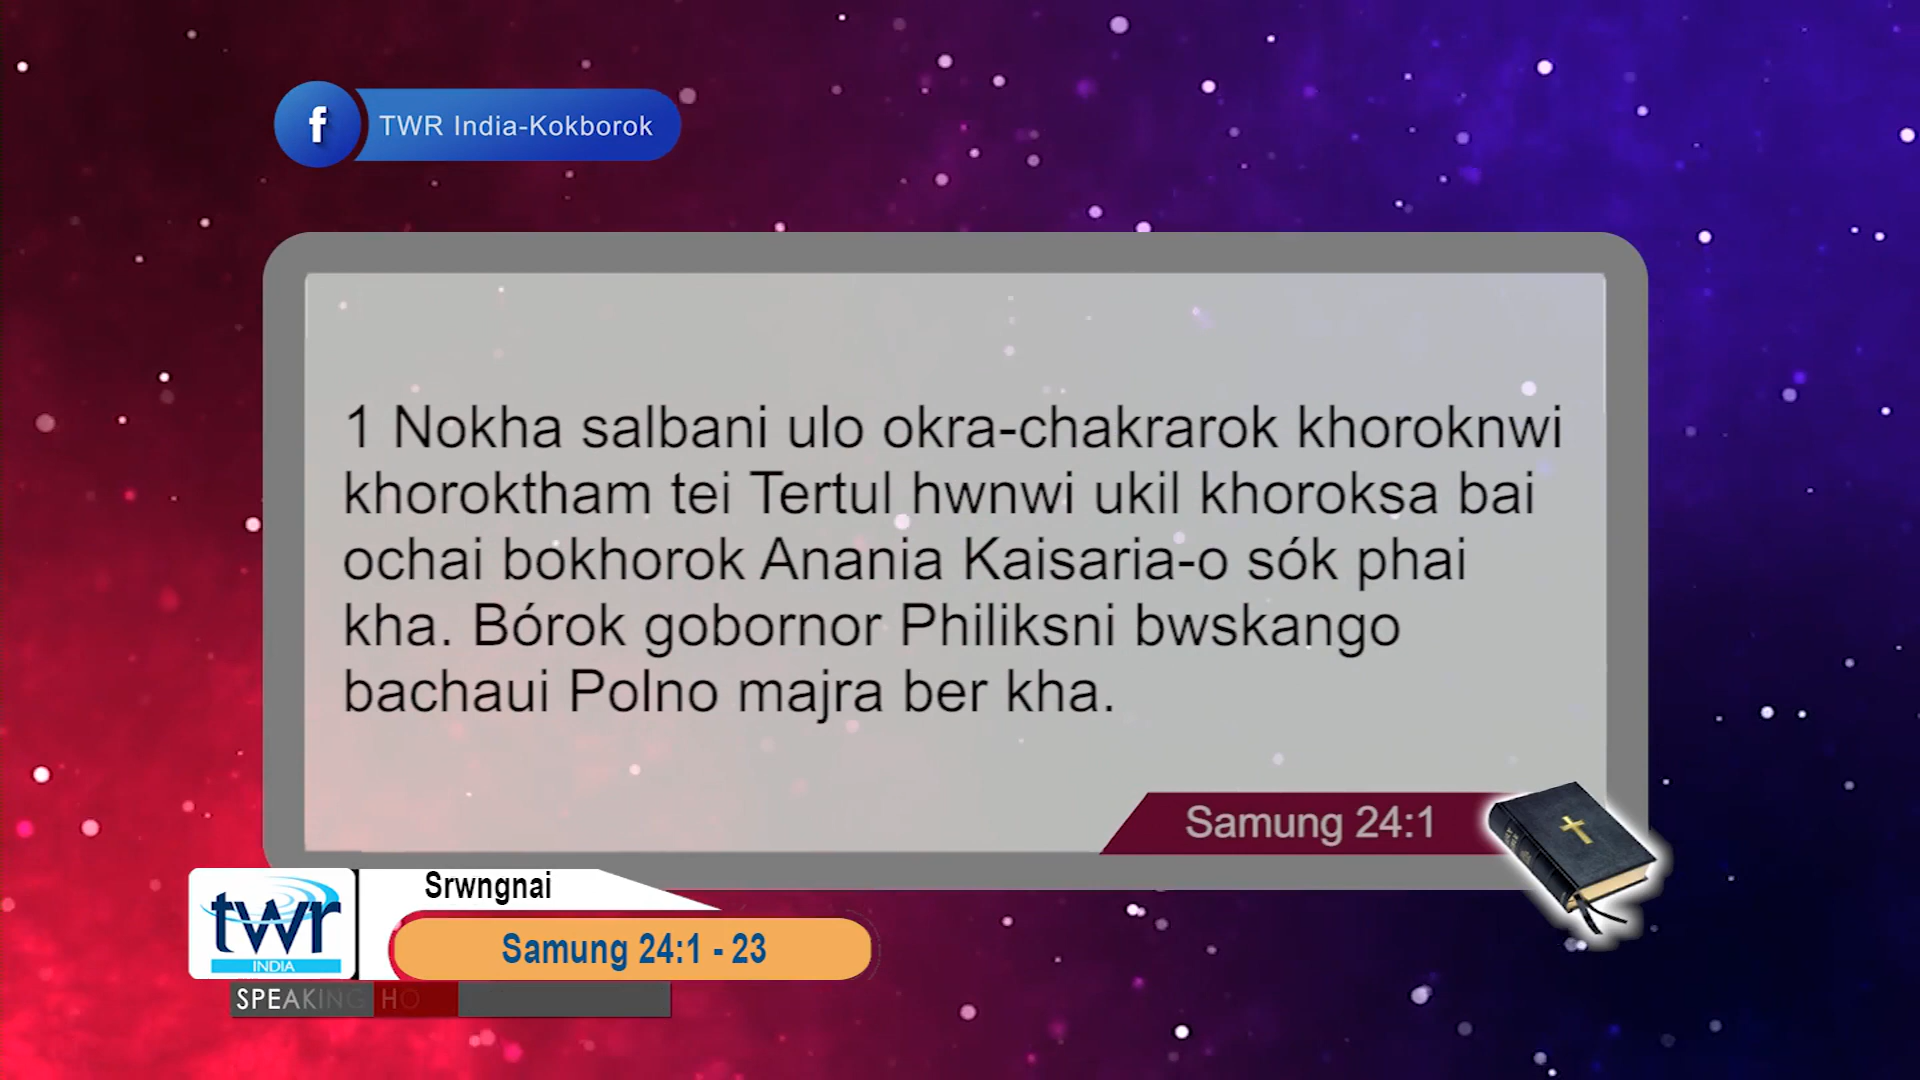 f TWR India-Kokborok
1 Nokha salbani ulo okra-chakrarok khoroknwi
khoroktham tei Tertul hwnwi ukil khoroksa bai
ochai bokhorok Anania Kaisaria-o sók phai
kha. Bórok gobornor Philiksni bwskango
bachaui Polno majra ber kha.
Samung 24:1
Srwngnai
twr
INDIA
Samung 24:1 - 23
SPEAKING HO